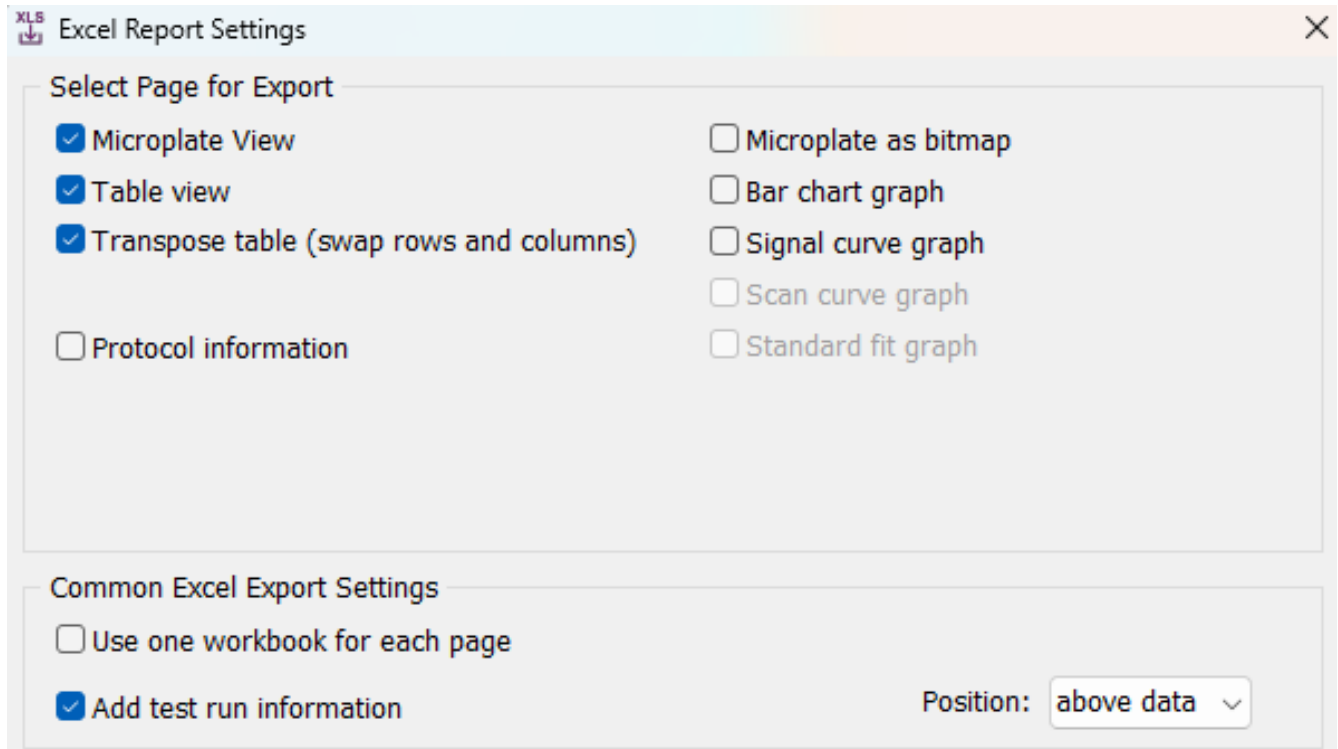 XLS
Excel Report Settings
Select Page for Export
Microplate View
Microplate as bitmap
Table view
Bar chart graph
Transpose table (swap rows and columns)
Signal curve graph
Scan curve graph
Protocol information
Standard fit graph
Common Excel Export Settings
Use one workbook for each page
Add test run information
Position: above data